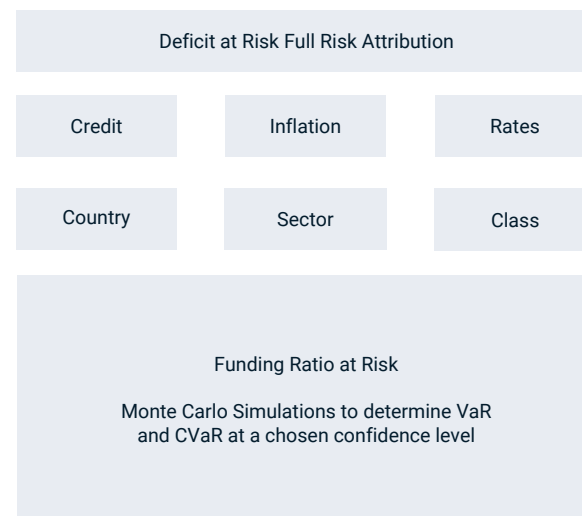 Deficit at Risk Full Risk Attribution
Credit
Inflation
Rates
Country
Sector
Class
Funding Ratio at Risk
Monte Carlo Simulations to determine VaR
and CVaR at a chosen confidence level